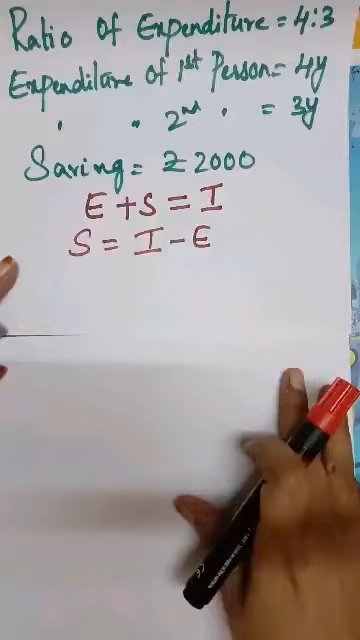 Ratio of Expenditure = 4:3
Expenditure of 1st Person = 4y
" " 2nd " = 3y
Saving = ₹ 2000
E + S = I
S = I - E